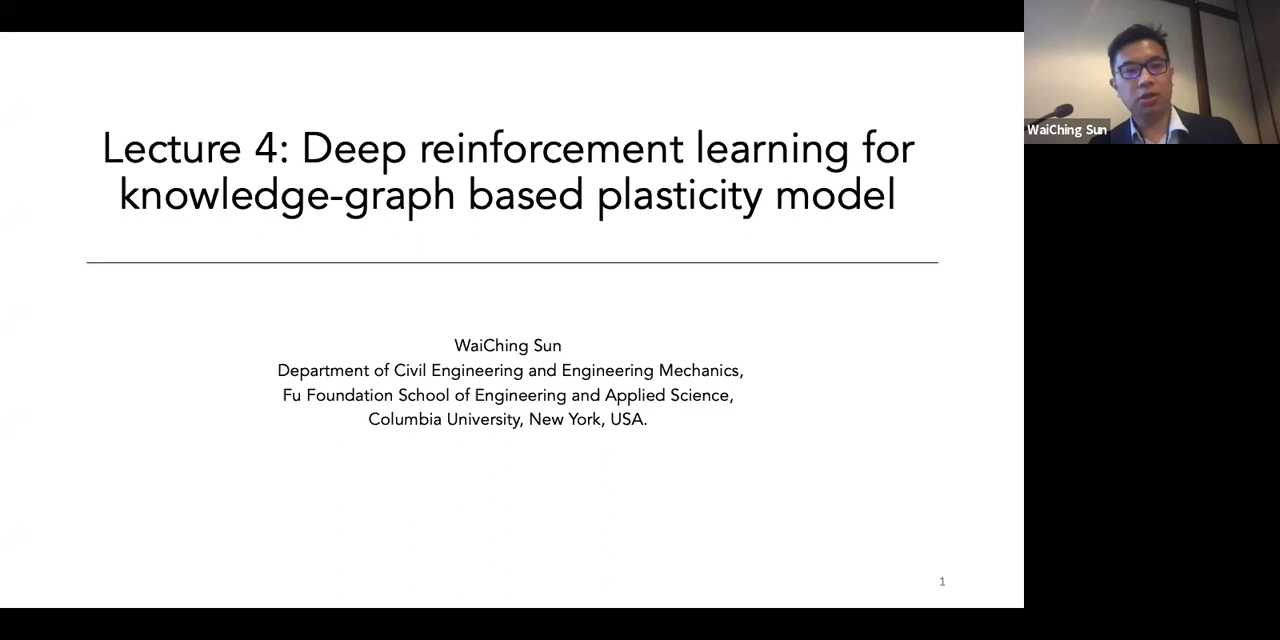 Lecture 4: Deep reinforcement learning for
knowledge-graph based plasticity model
WaiChing Sun
Department of Civil Engineering and Engineering Mechanics,
Fu Foundation School of Engineering and Applied Science,
Columbia University, New York, USA.
1
WaiChing Sun